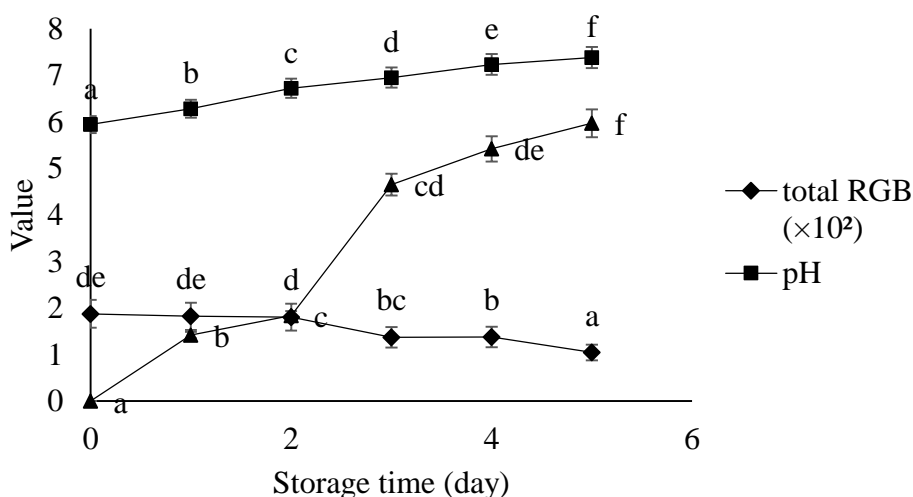 8
7
6
5
4
3
2
1
0
Value
a
b
c
d
e
f
de
de
d
bc
b
a
a
b
c
cd
de
f
0
2
4
6
Storage time (day)
total RGB
(×10²)
pH